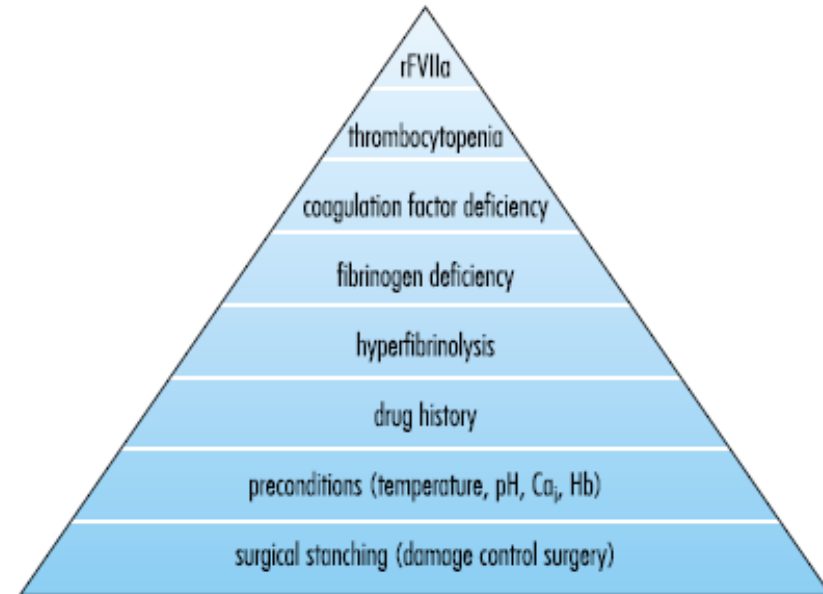 rFVIIa
thrombocytopenia
coagulation factor deficiency
fibrinogen deficiency
hyperfibrinolysis
drug history
preconditions (temperature, pH, Caᵢ, Hb)
surgical stanching (damage control surgery)